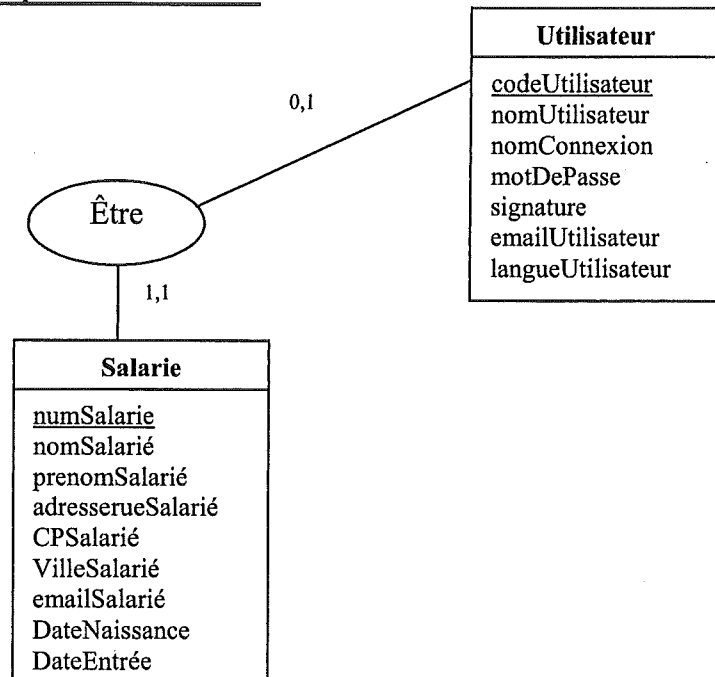 Utilisateur
codeUtilisateur
nomUtilisateur
nomConnexion
motDePasse
signature
emailUtilisateur
langueUtilisateur
0,1
Être
1,1
Salarie
numSalarie
nomSalarié
prenomSalarié
adresserueSalarié
CPSalarié
VilleSalarié
emailSalarié
DateNaissance
DateEntrée